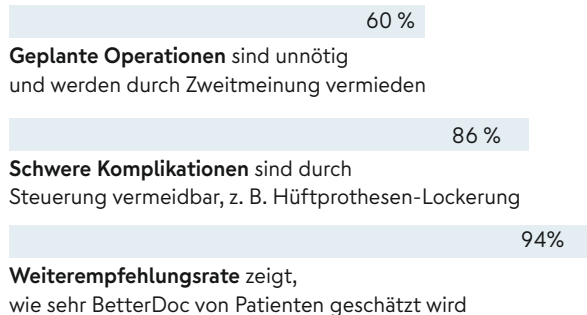 60 %
Geplante Operationen sind unnötig
und werden durch Zweitmeinung vermieden
86 %
Schwere Komplikationen sind durch
Steuerung vermeidbar, z. B. Hüftprothesen-Lockerung
94%
Weiterempfehlungsrate zeigt,
wie sehr BetterDoc von Patienten geschätzt wird